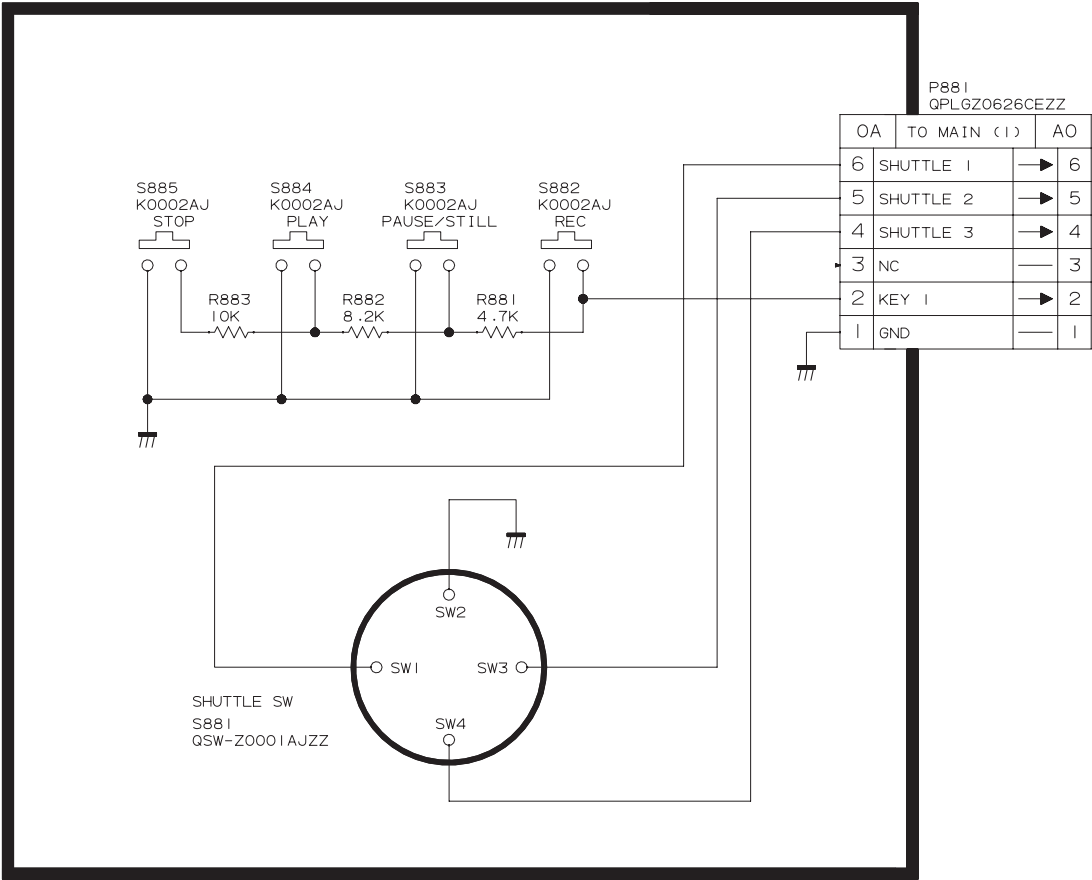 P881
QPLGZ0626CEZZ
OA TO MAIN (1) AO
6 SHUTTLE 1 6
5 SHUTTLE 2 5
4 SHUTTLE 3 4
3 NC 3
2 KEY 1 2
1 GND 1
S885
K0002AJ
STOP
S884
K0002AJ
PLAY
S883
K0002AJ
PAUSE/STILL
S882
K0002AJ
REC
R883
10K
R882
8.2K
R881
4.7K
SW2
SW1
SW3
SW4
SHUTTLE SW
S881
QSW-Z0001AJZZ